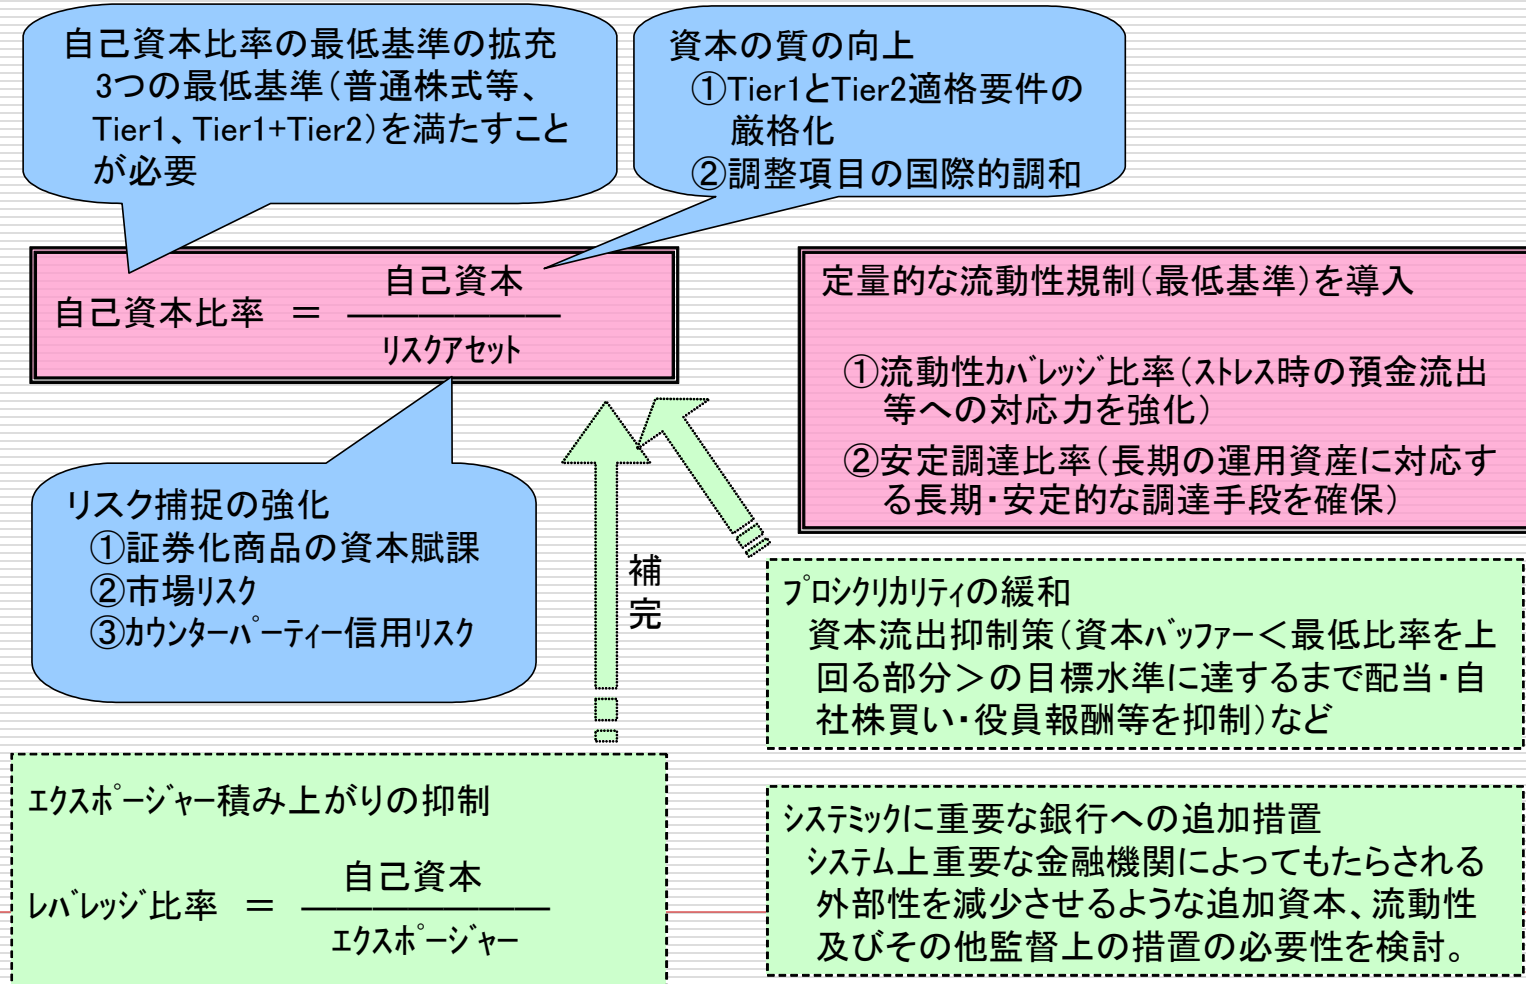 自己資本比率の最低基準の拡充
3つの最低基準(普通株式等、
Tier1、Tier1+Tier2)を満たすこと
が必要
資本の質の向上
①Tier1とTier2適格要件の
厳格化
②調整項目の国際的調和
自己資本比率 = 自己資本
リスクアセット
定量的な流動性規制(最低基準)を導入
①流動性カバレッジ比率(ストレス時の預金流出
等への対応力を強化)
②安定調達比率(長期の運用資産に対応す
る長期・安定的な調達手段を確保)
リスク捕捉の強化
①証券化商品の資本賦課
②市場リスク
③カウンターパーティー信用リスク
補
完
プロシクリカリティの緩和
資本流出抑制策(資本バッファー<最低比率を上
回る部分>の目標水準に達するまで配当・自
社株買い・役員報酬等を抑制)など
エクスポージャー積み上がりの抑制
レバレッジ比率 = 自己資本
エクスポージャー
システミックに重要な銀行への追加措置
システム上重要な金融機関によってもたらされる
外部性を減少させるような追加資本、流動性
及びその他監督上の措置の必要性を検討。